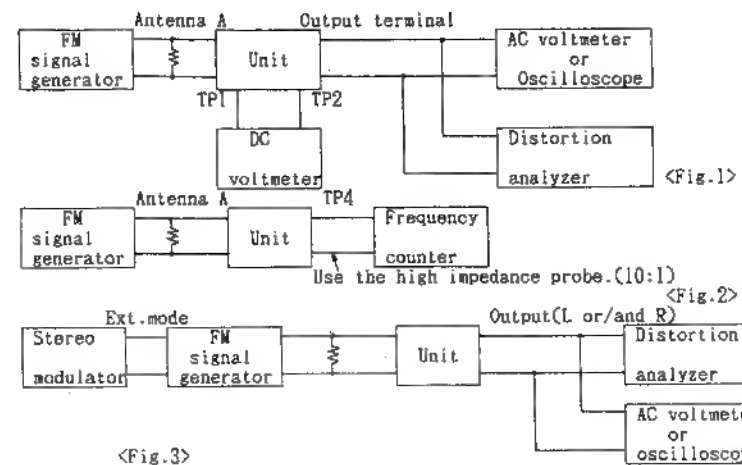 Antenna A
Output terminal
FM
signal
generator
Unit
AC voltmeter
or
Oscilloscope
TP1
TP2
DC
voltmeter
Distortion
analyzer
<Fig.1>
Antenna A
TP4
FM
signal
generator
Unit
Frequency
counter
Use the high impedance probe.(10:1)
<Fig.2>
Ext.mode
Output(L or/and R)
Stereo
modulator
FM
signal
generator
Unit
Distortion
analyzer
AC voltmete
or
oscilloscop
<Fig.3>